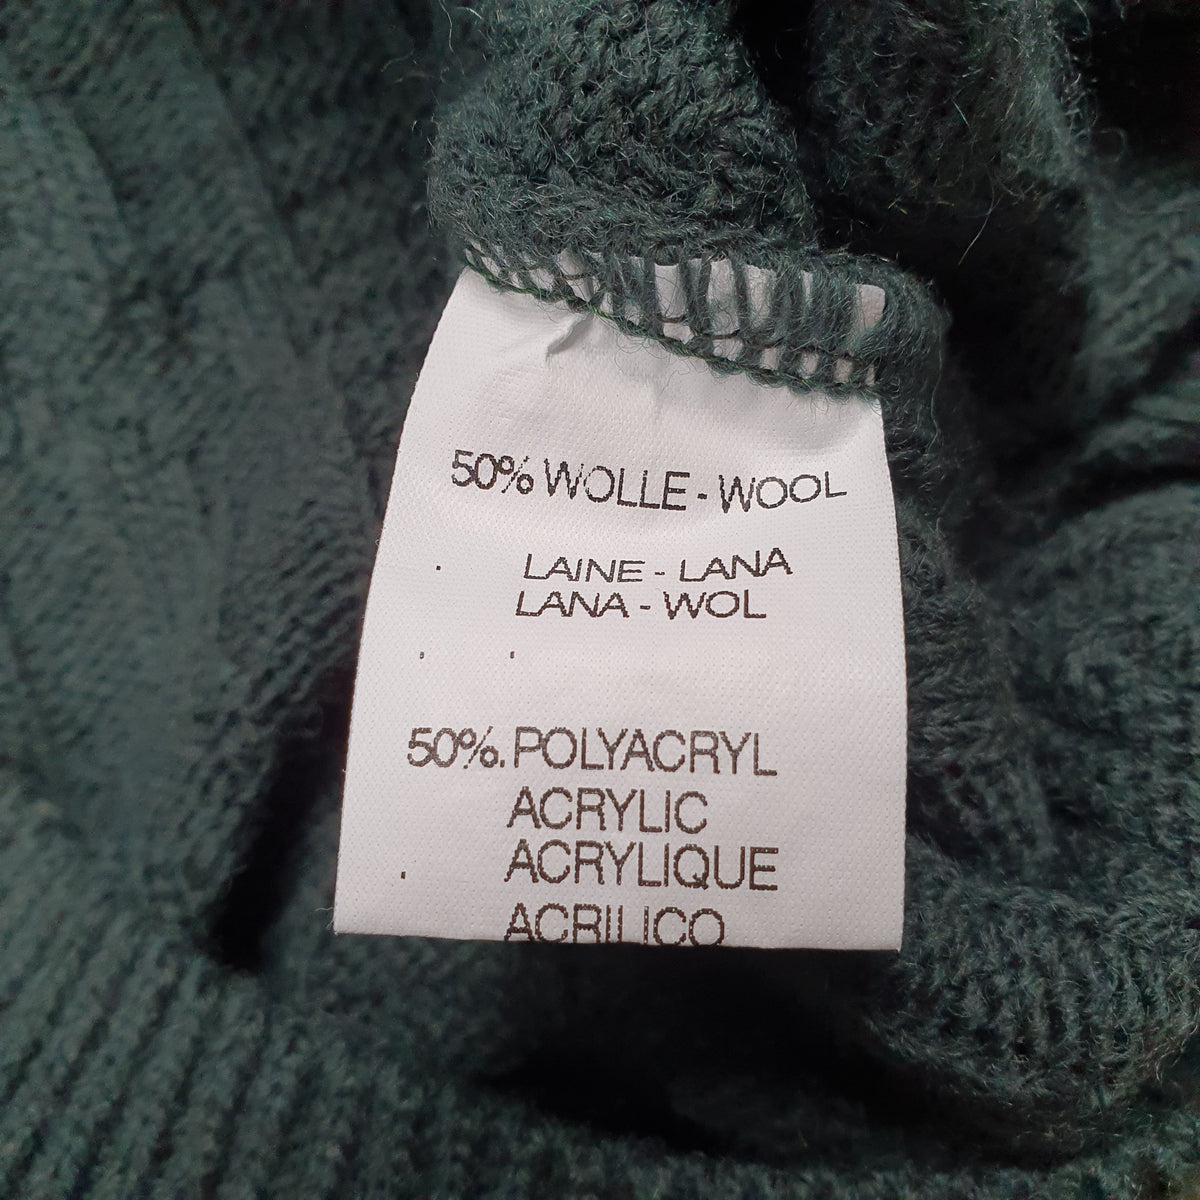 50% WOLLE - WOOL
LAINE - LANA
LANA - WOL
50%. POLYACRYL
ACRYLIC
ACRYLIQUE
ACRILICO